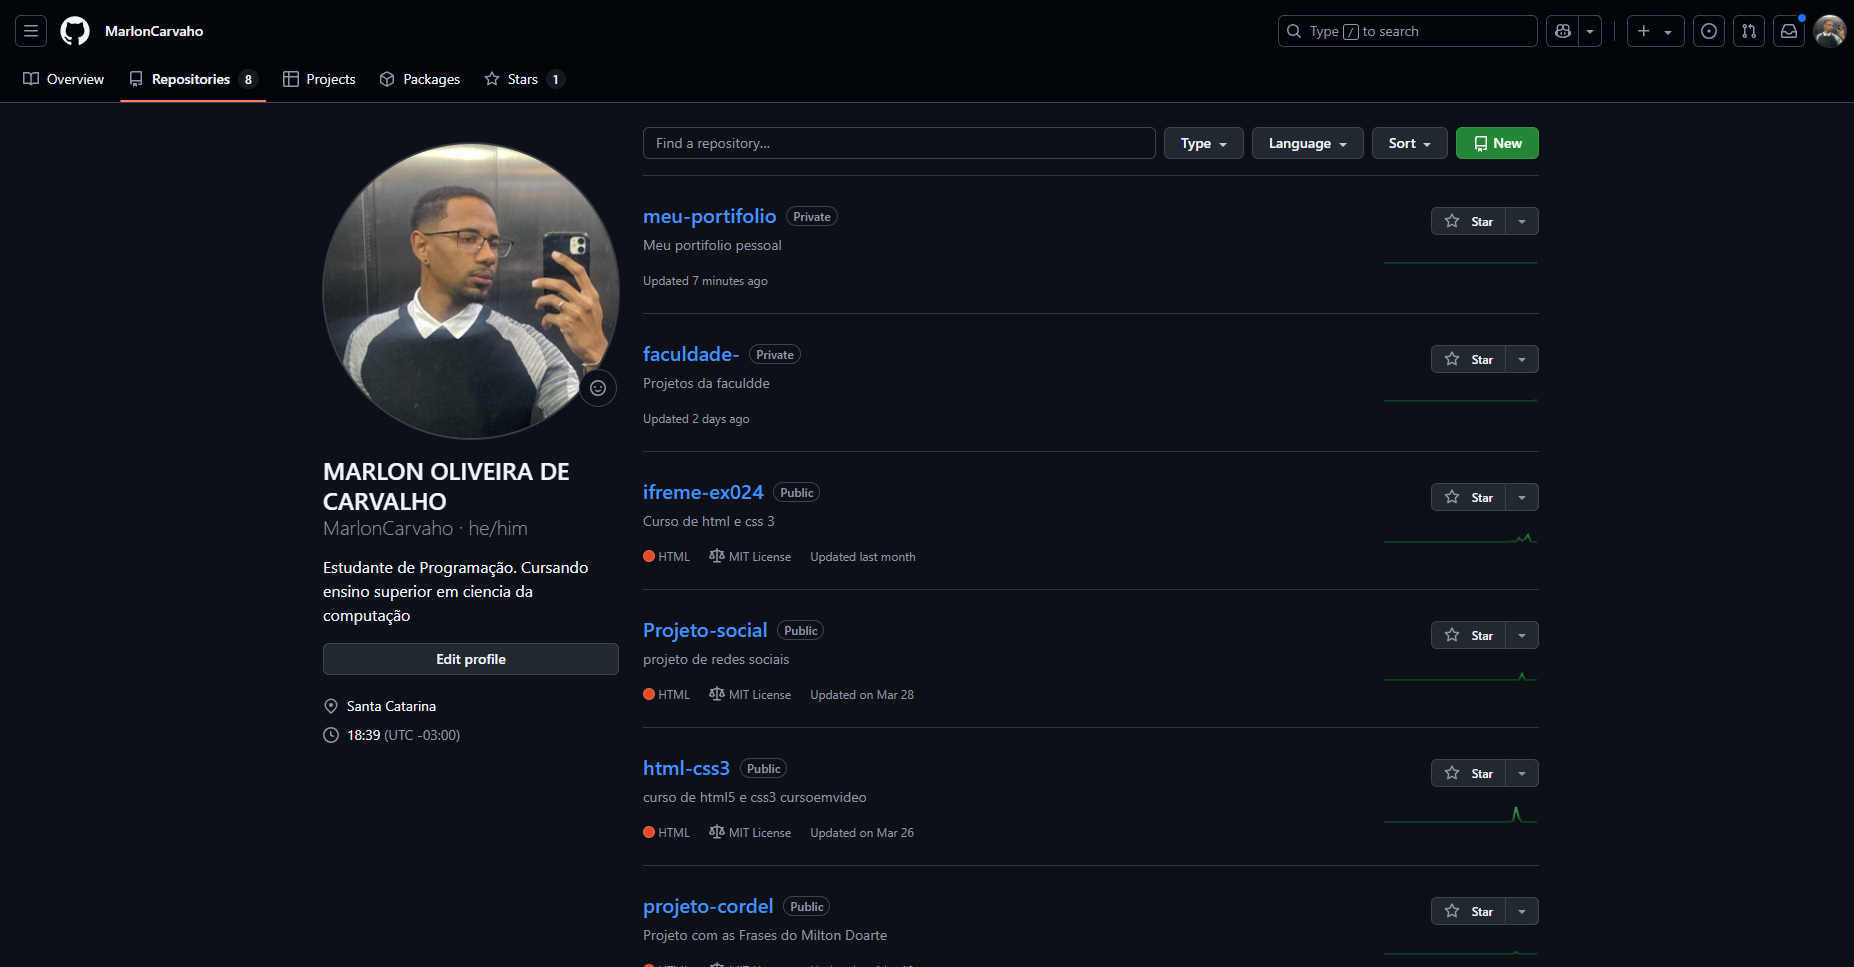 MarlonCarvaho
Type / to search
Overview
Repositories 8
Projects
Packages
Stars 1
Find a repository...
Type
Language
Sort
New
MARLON OLIVEIRA DE
CARVALHO
MarlonCarvaho · he/him
Estudante de Programação. Cursando
ensino superior em ciencia da
computação
Edit profile
Santa Catarina
18:39 (UTC -03:00)
meu-portifolio Private
Star
Meu portifolio pessoal
Updated 7 minutes ago
faculdade- Private
Star
Projetos da faculdde
Updated 2 days ago
ifreme-ex024 Public
Star
Curso de html e css 3
HTML MIT License Updated last month
Projeto-social Public
Star
projeto de redes sociais
HTML MIT License Updated on Mar 28
html-css3 Public
Star
curso de html5 e css3 cursoemvideo
HTML MIT License Updated on Mar 26
projeto-cordel Public
Star
Projeto com as Frases do Milton Doarte